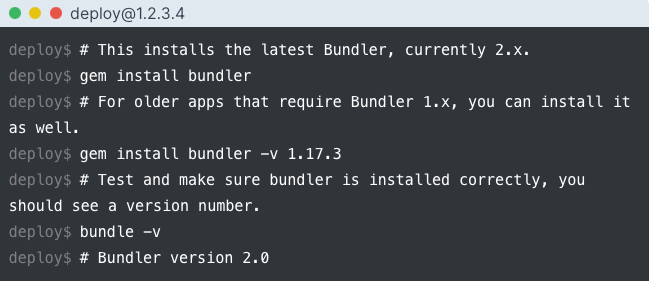 deploy@1.2.3.4
deploy$ # This installs the latest Bundler, currently 2.x.
deploy$ gem install bundler
deploy$ # For older apps that require Bundler 1.x, you can install it
as well.
deploy$ gem install bundler -v 1.17.3
deploy$ # Test and make sure bundler is installed correctly, you
should see a version number.
deploy$ bundle -v
deploy$ # Bundler version 2.0